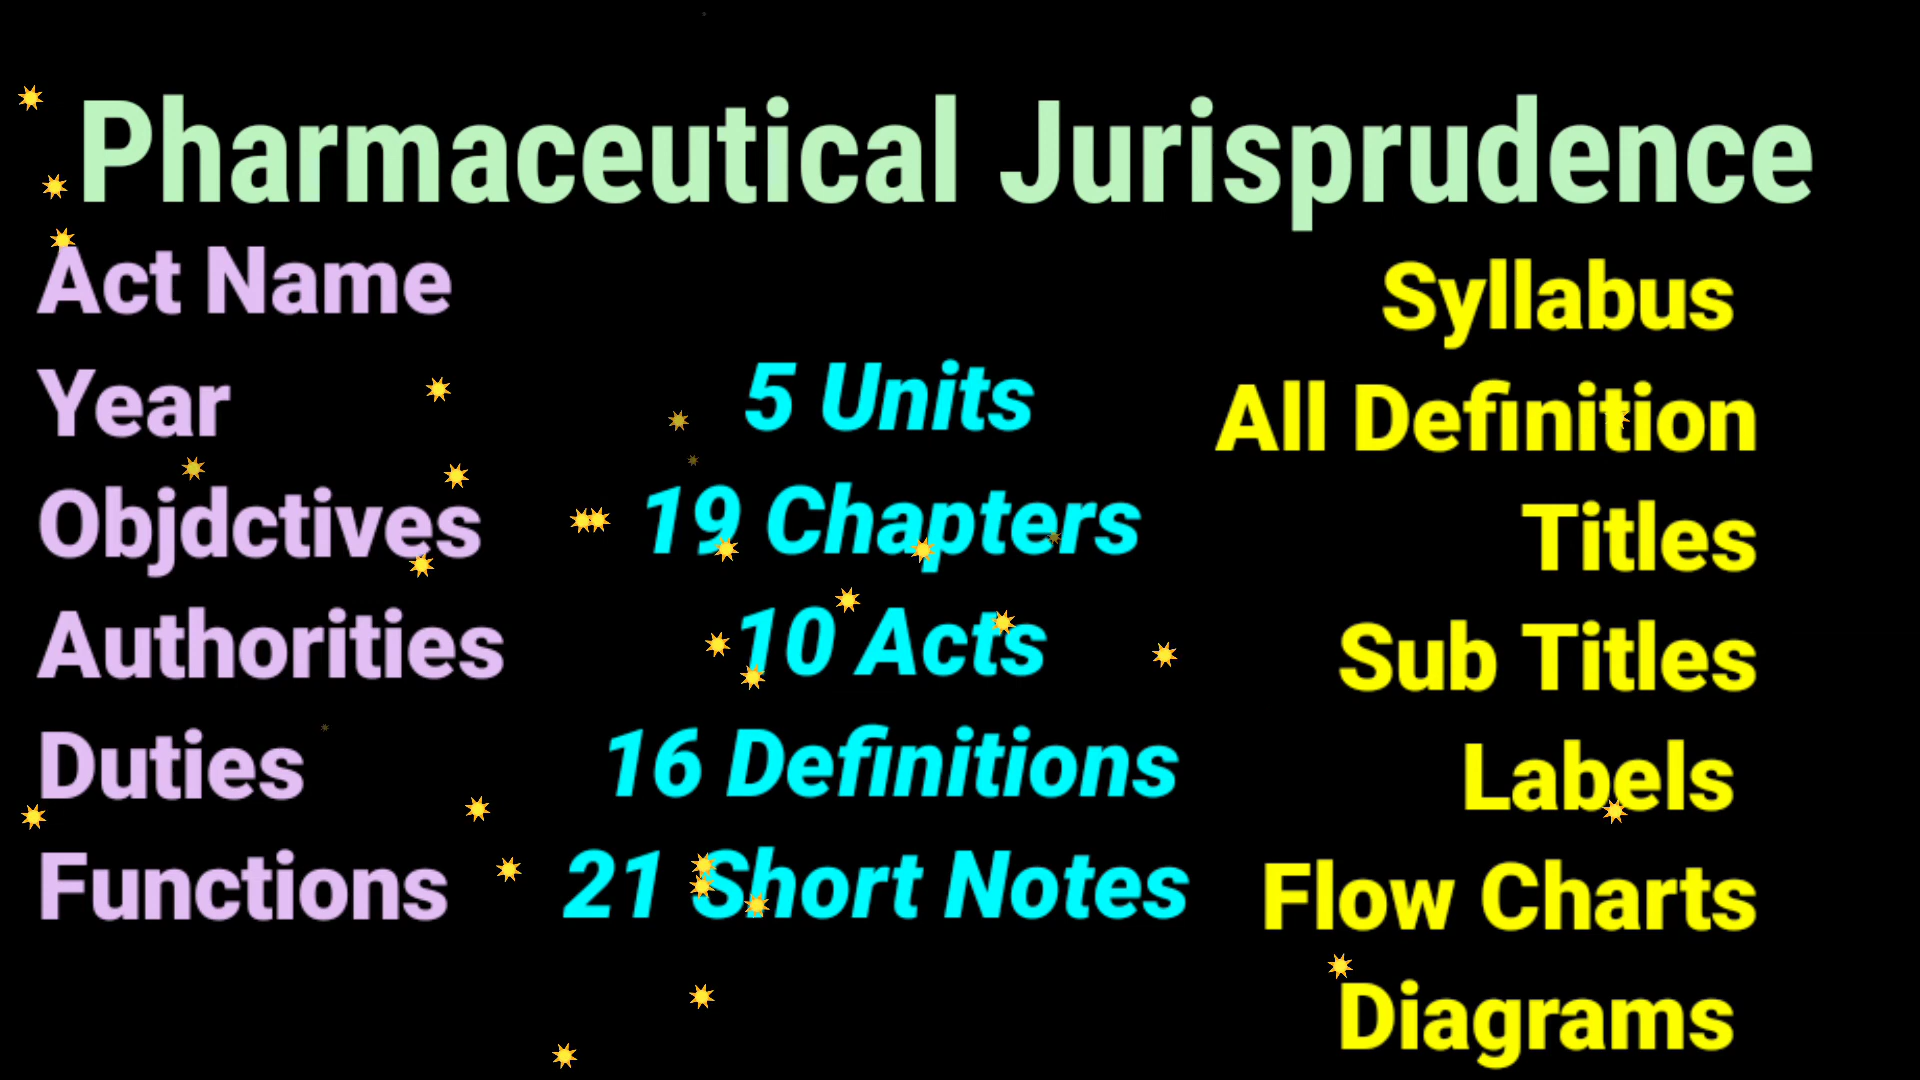 Pharmaceutical Jurisprudence
Act Name
Year
Objdctives
Authorities
Duties
Functions
5 Units
19 Chapters
10 Acts
16 Definitions
21 Short Notes
Syllabus
All Definition
Titles
Sub Titles
Labels
Flow Charts
Diagrams